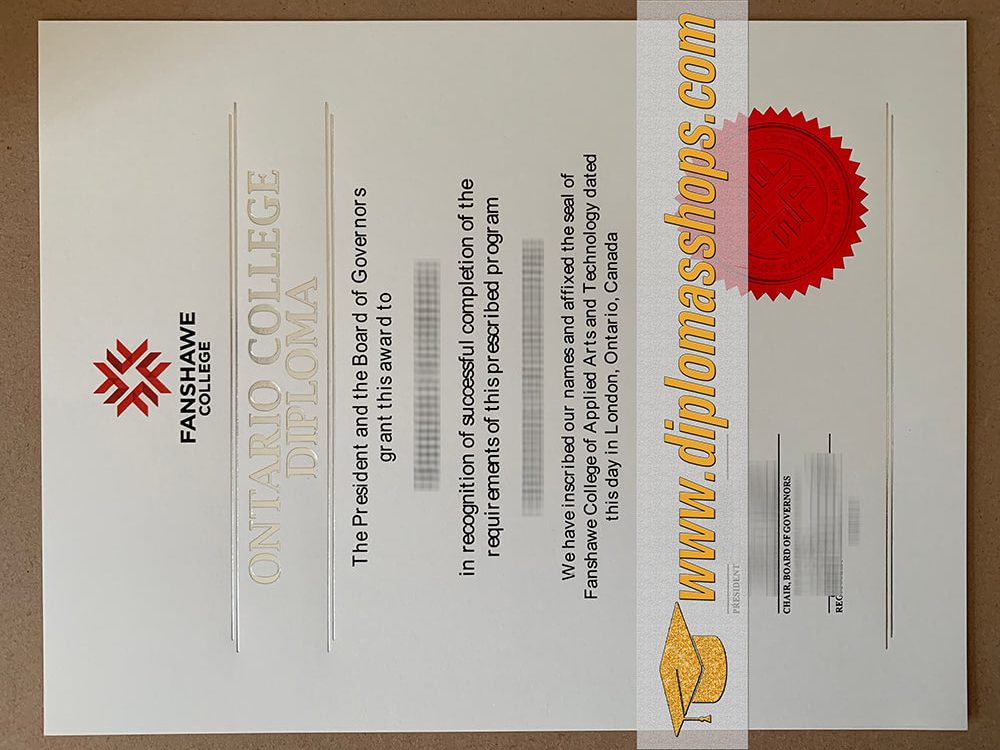 FANSHAWE
COLLEGE
ONTARIO COLLEGE
DIPLOMA
The President and the Board of Governors
grant this award to
in recognition of successful completion of the
requirements of this prescribed program
We have inscribed our names and affixed the seal of
Fanshawe College of Applied Arts and Technology dated
this day in London, Ontario, Canada
www.diplomasshops.com
PRESIDENT
CHAIR, BOARD OF GOVERNORS